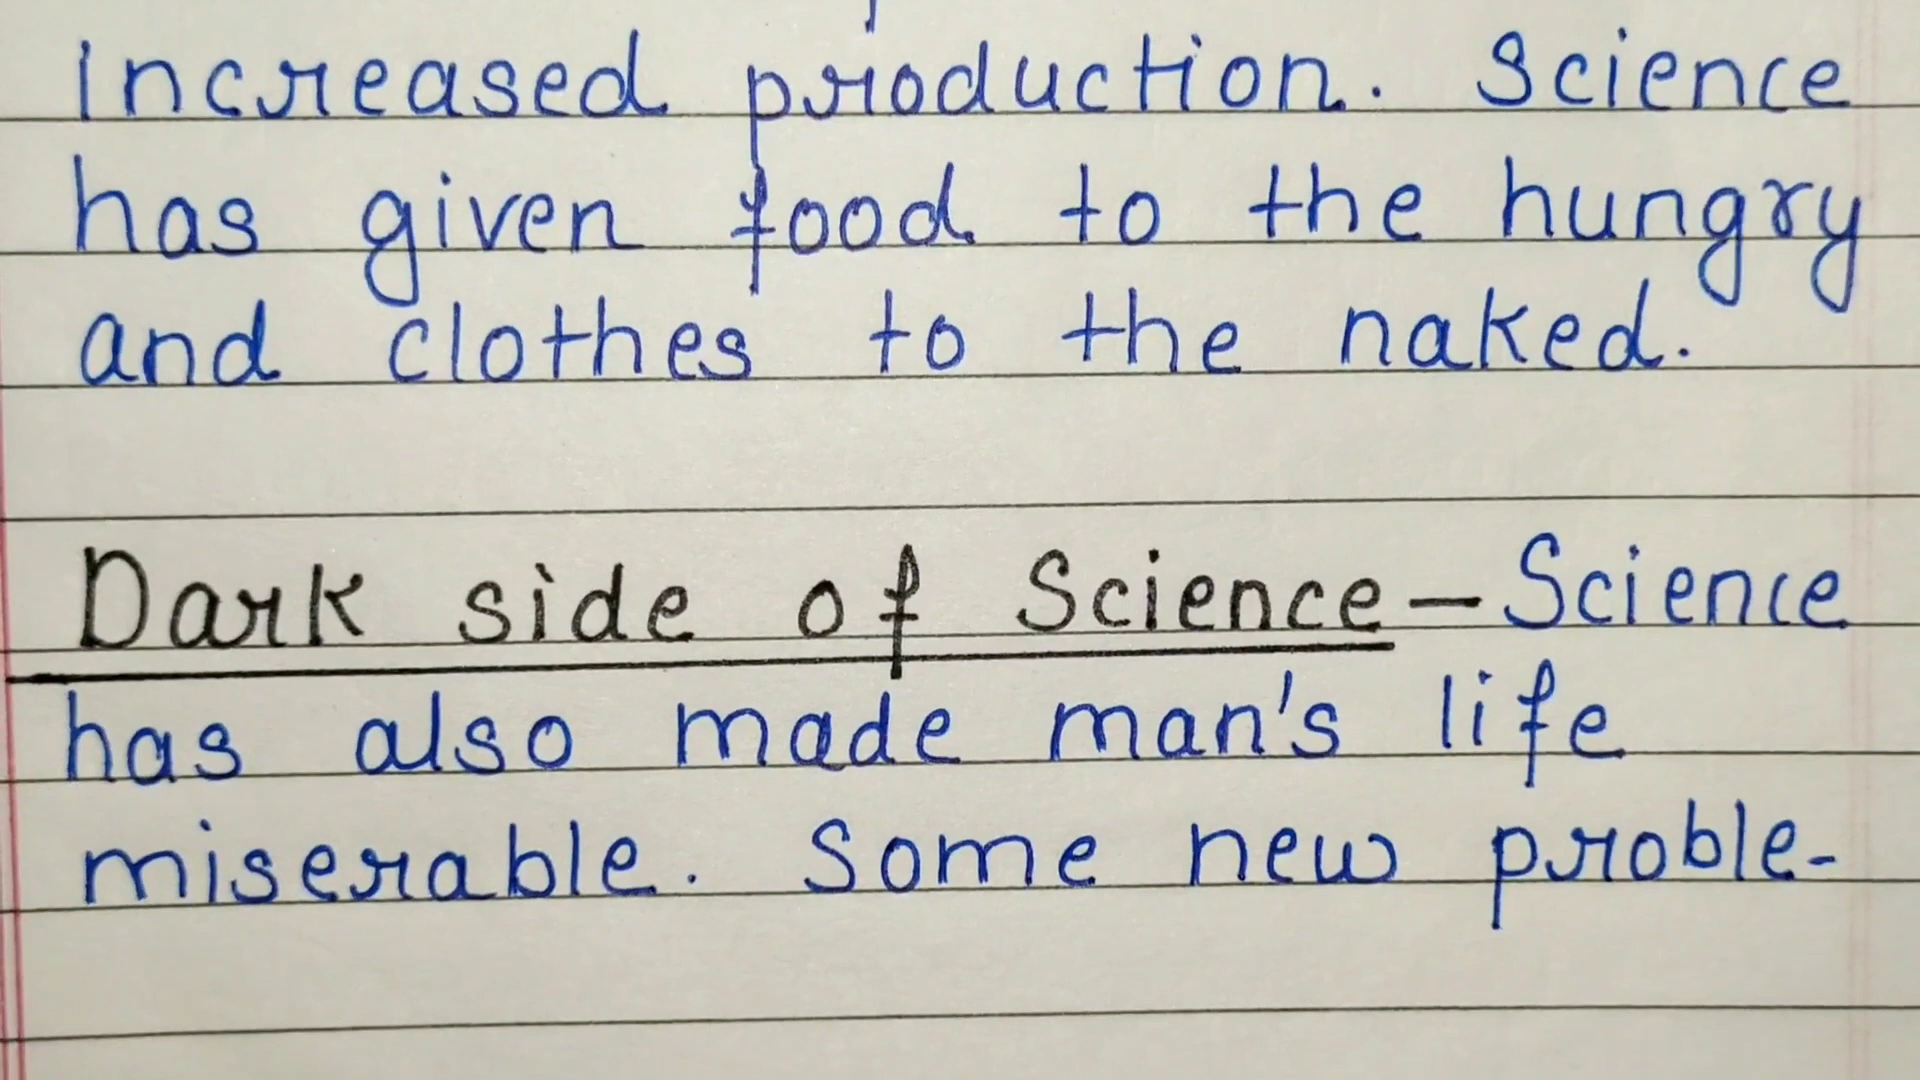 increased production. Science
has given food to the hungry
and clothes to the naked.
Dark side of Science – Science
has also made man's life
miserable. Some new proble-